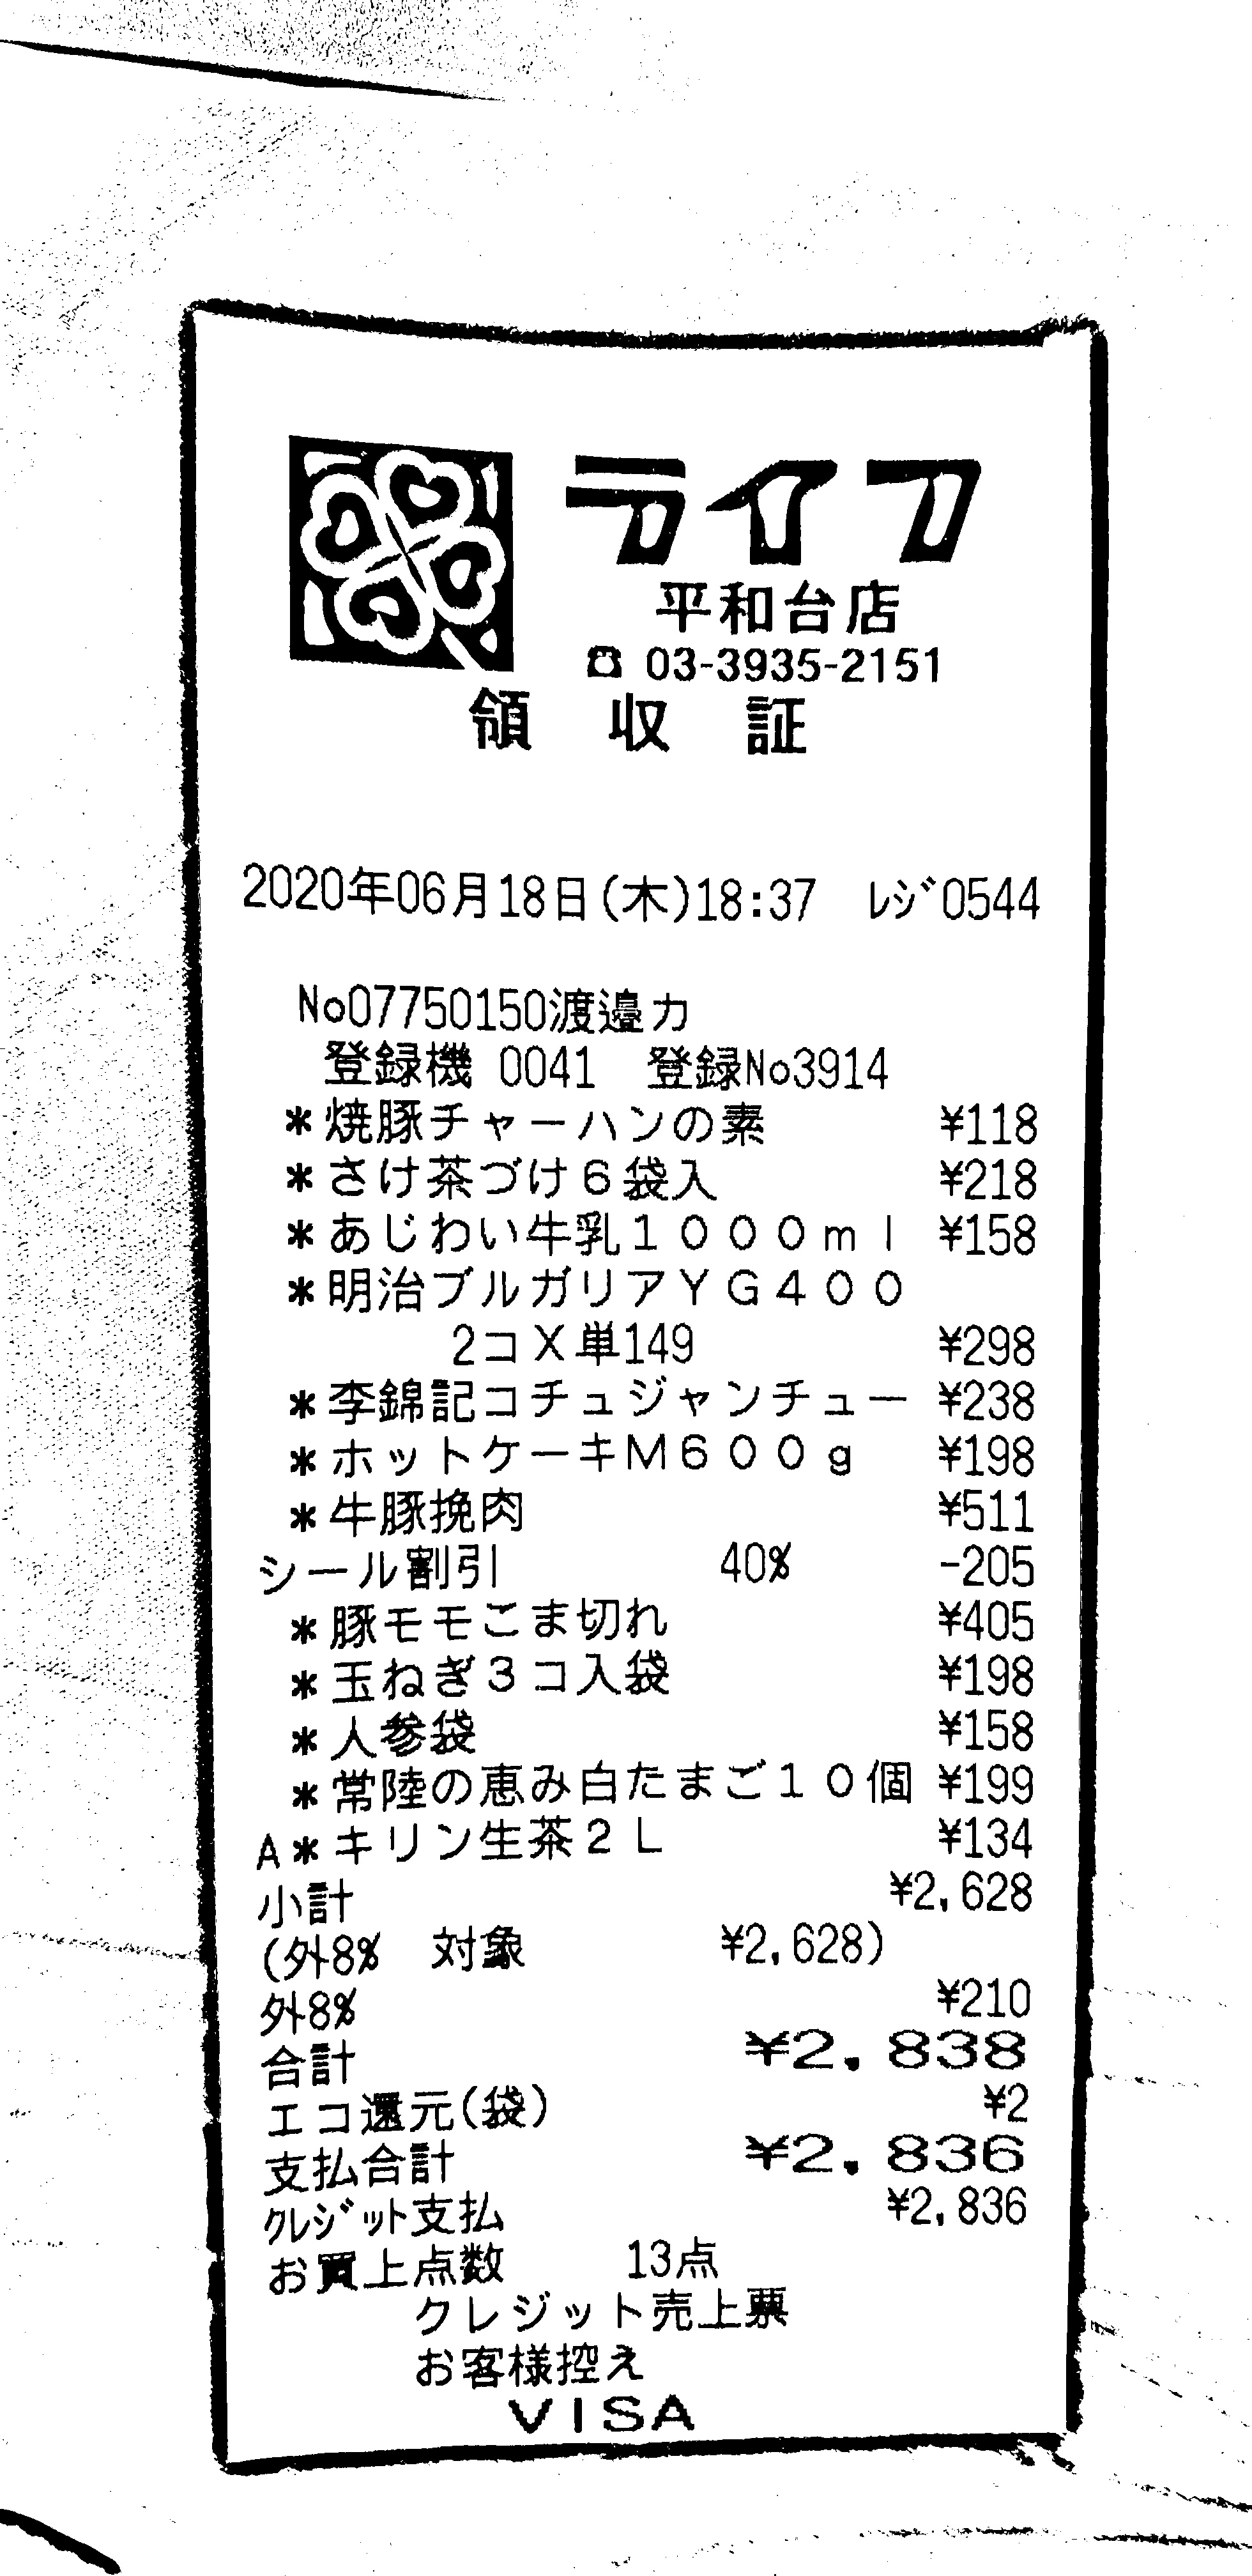 ライフ
平和台店
☎ 03-3935-2151
領 収 証
2020年06月18日(木)18:37 ﾚｼﾞ0544
No07750150渡邉カ
登録機 0041 登録No3914
*焼豚チャーハンの素 ¥118
*さけ茶づけ6袋入 ¥218
*あじわい牛乳1000ml ¥158
*明治ブルガリアYG400
2コX単149 ¥298
*李錦記コチュジャンチュー ¥238
*ホットケーキM600g ¥198
*牛豚挽肉 ¥511
シール割引 40% -205
*豚モモこま切れ ¥405
*玉ねぎ3コ入袋 ¥198
*人参袋 ¥158
*常陸の恵み白たまご10個 ¥199
A*キリン生茶2L ¥134
小計 ¥2,628
(外8% 対象 ¥2,628)
外8% ¥210
合計 ¥2,838
エコ還元(袋) ¥2
支払合計 ¥2,836
ｸﾚｼﾞｯﾄ支払 ¥2,836
お買上点数 13点
クレジット売上票
お客様控え
VISA